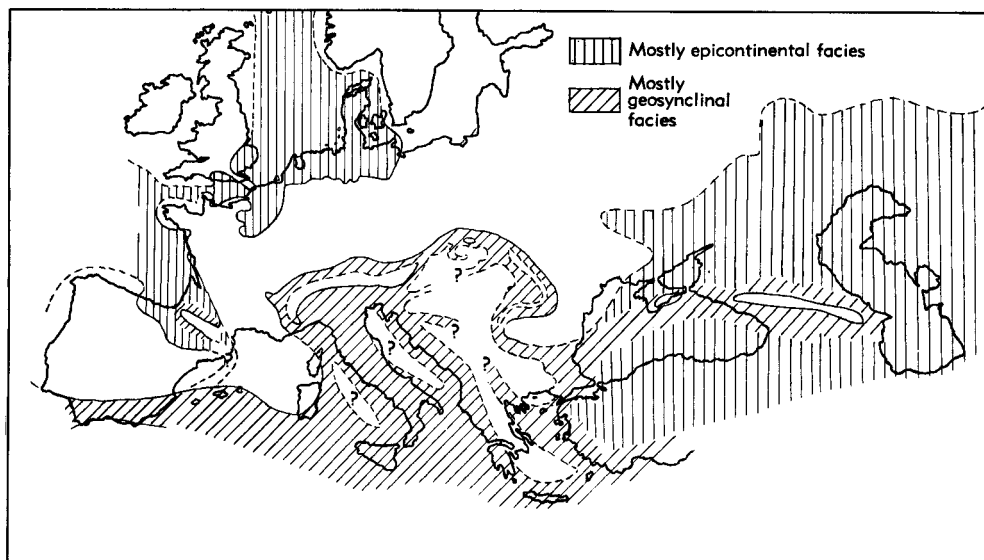 Mostly epicontinental facies
Mostly
geosynclinal
facies
?
?
?
?
?